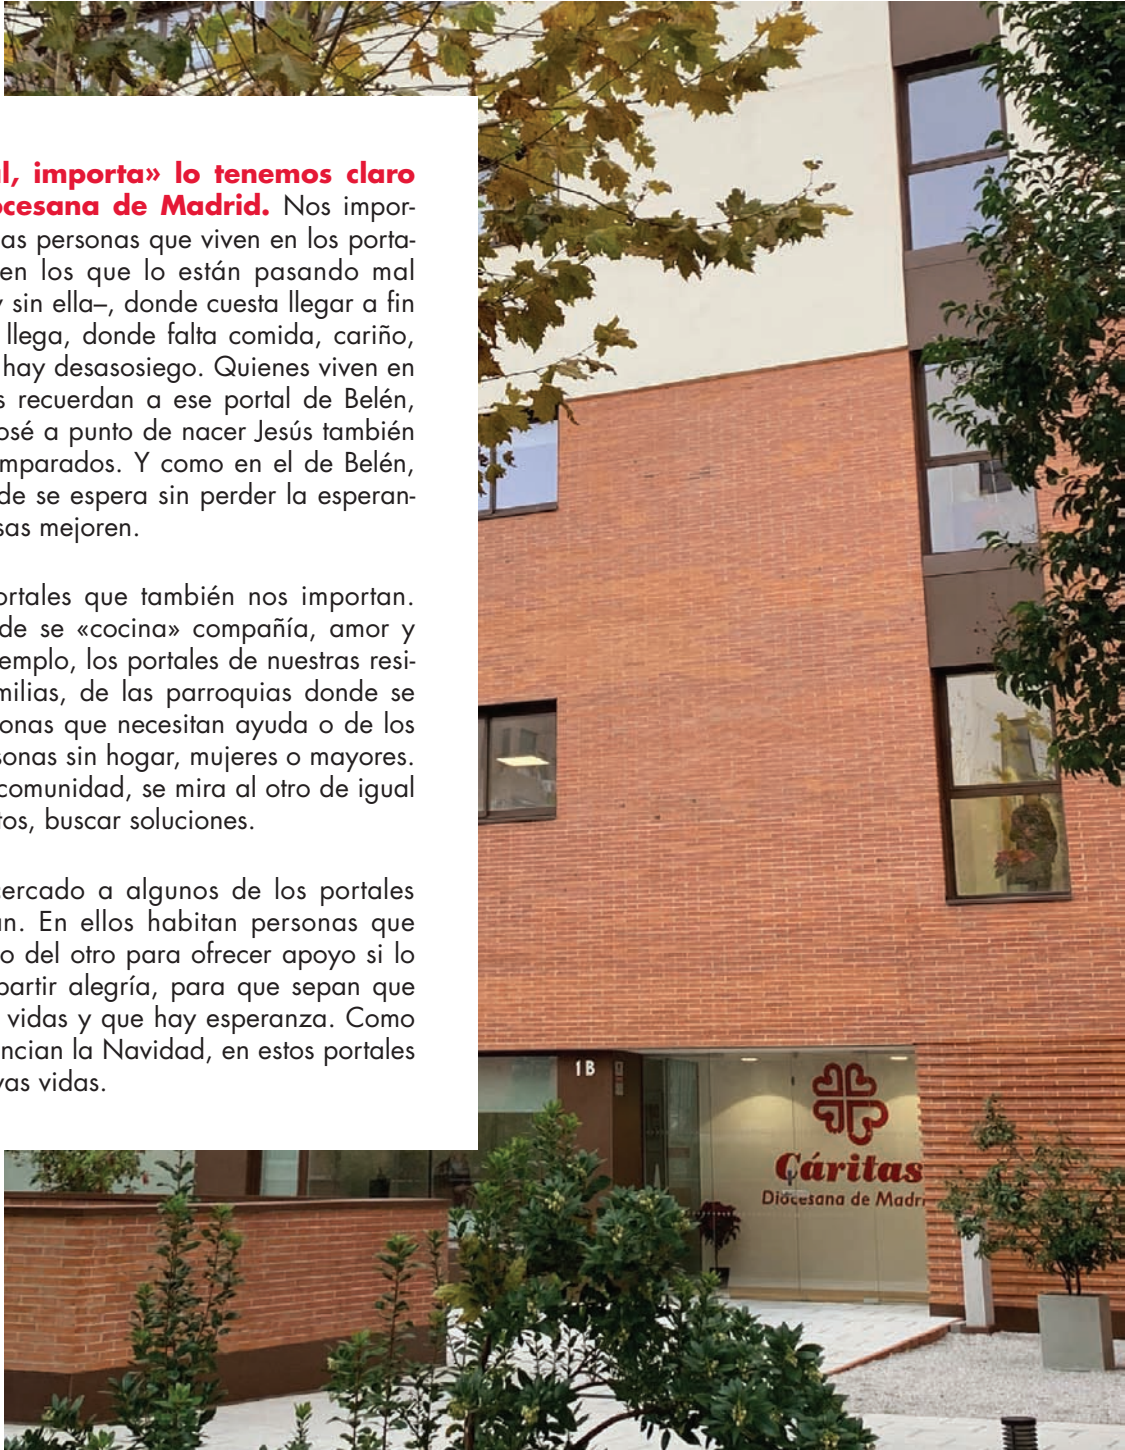 l, importa» lo tenemos claro
ocesana de Madrid. Nos impor-
as personas que viven en los porta-
en los que lo están pasando mal
y sin ella–, donde cuesta llegar a fin
llega, donde falta comida, cariño,
hay desasosiego. Quienes viven en
s recuerdan a ese portal de Belén,
osé a punto de nacer Jesús también
mparados. Y como en el de Belén,
de se espera sin perder la esperan-
sas mejoren.
ortales que también nos importan.
de se «cocina» compañía, amor y
emplo, los portales de nuestras resi-
milias, de las parroquias donde se
onas que necesitan ayuda o de los
sonas sin hogar, mujeres o mayores.
comunidad, se mira al otro de igual
tos, buscar soluciones.
ercado a algunos de los portales
an. En ellos habitan personas que
o del otro para ofrecer apoyo si lo
partir alegría, para que sepan que
vidas y que hay esperanza. Como
ncian la Navidad, en estos portales
vas vidas.
1B
Cáritas
Diocesana de Madri